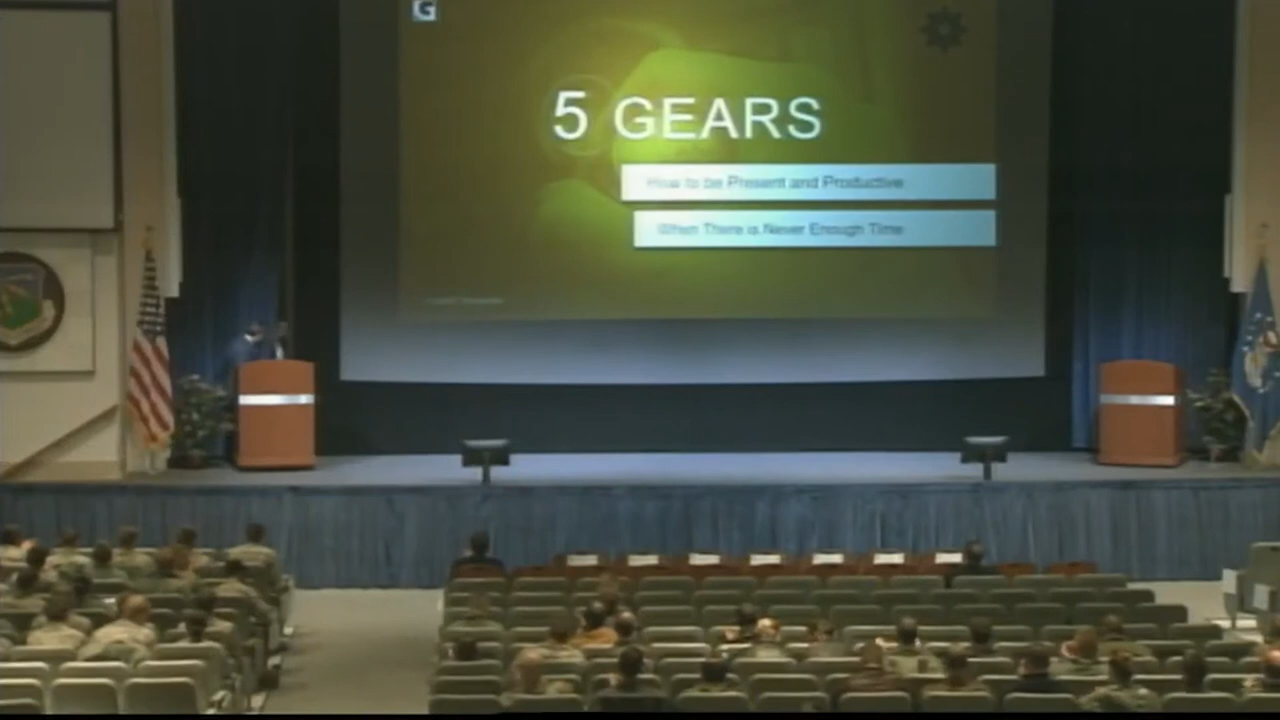 G
5 GEARS
How to be Present and Productive
When There is Never Enough Time